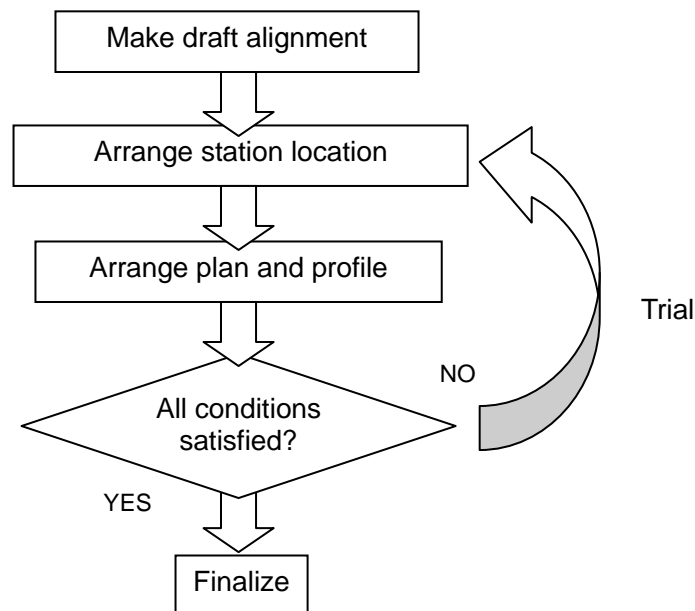 Make draft alignment
Arrange station location
Arrange plan and profile
Trial
NO
All conditions
satisfied?
YES
Finalize